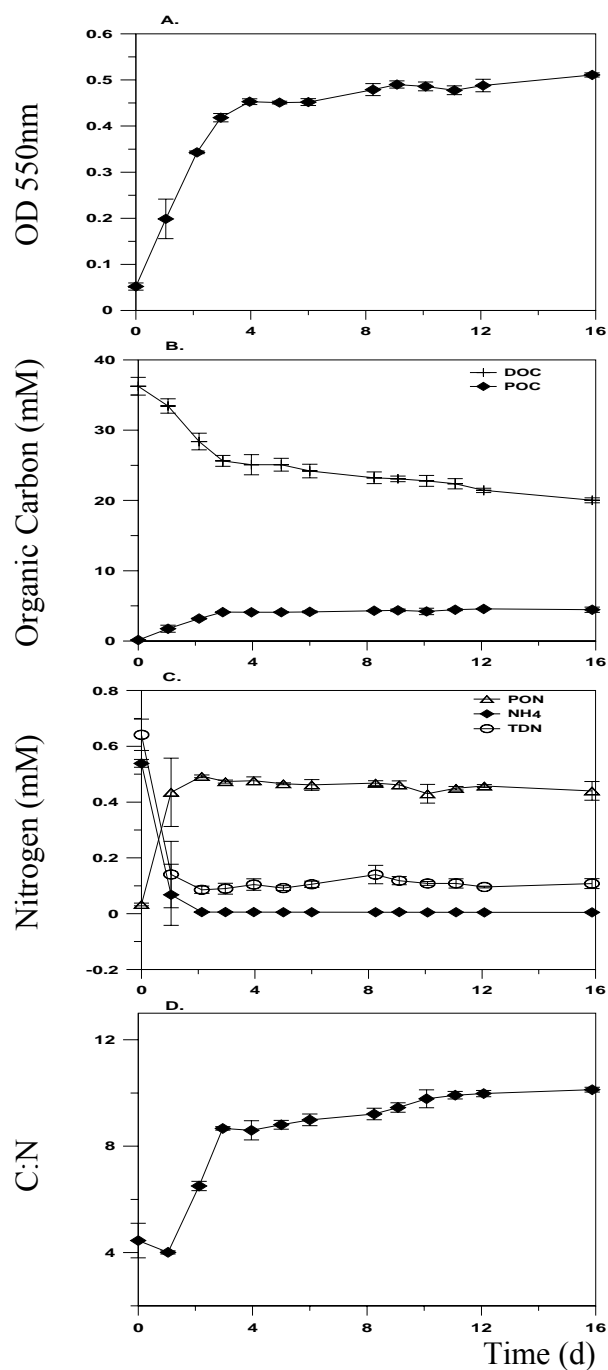 A.
0.6
0.5
0.4
0.3
0.2
0.1
0
0 4 8 12 16
OD 550nm
B.
40
30
20
10
0
0 4 8 12 16
Organic Carbon (mM)
DOC
POC
C.
0.8
0.6
0.4
0.2
0
-0.2
0 4 8 12 16
Nitrogen (mM)
PON
NH4
TDN
D.
12
8
4
0 4 8 12 16
C:N
Time (d)